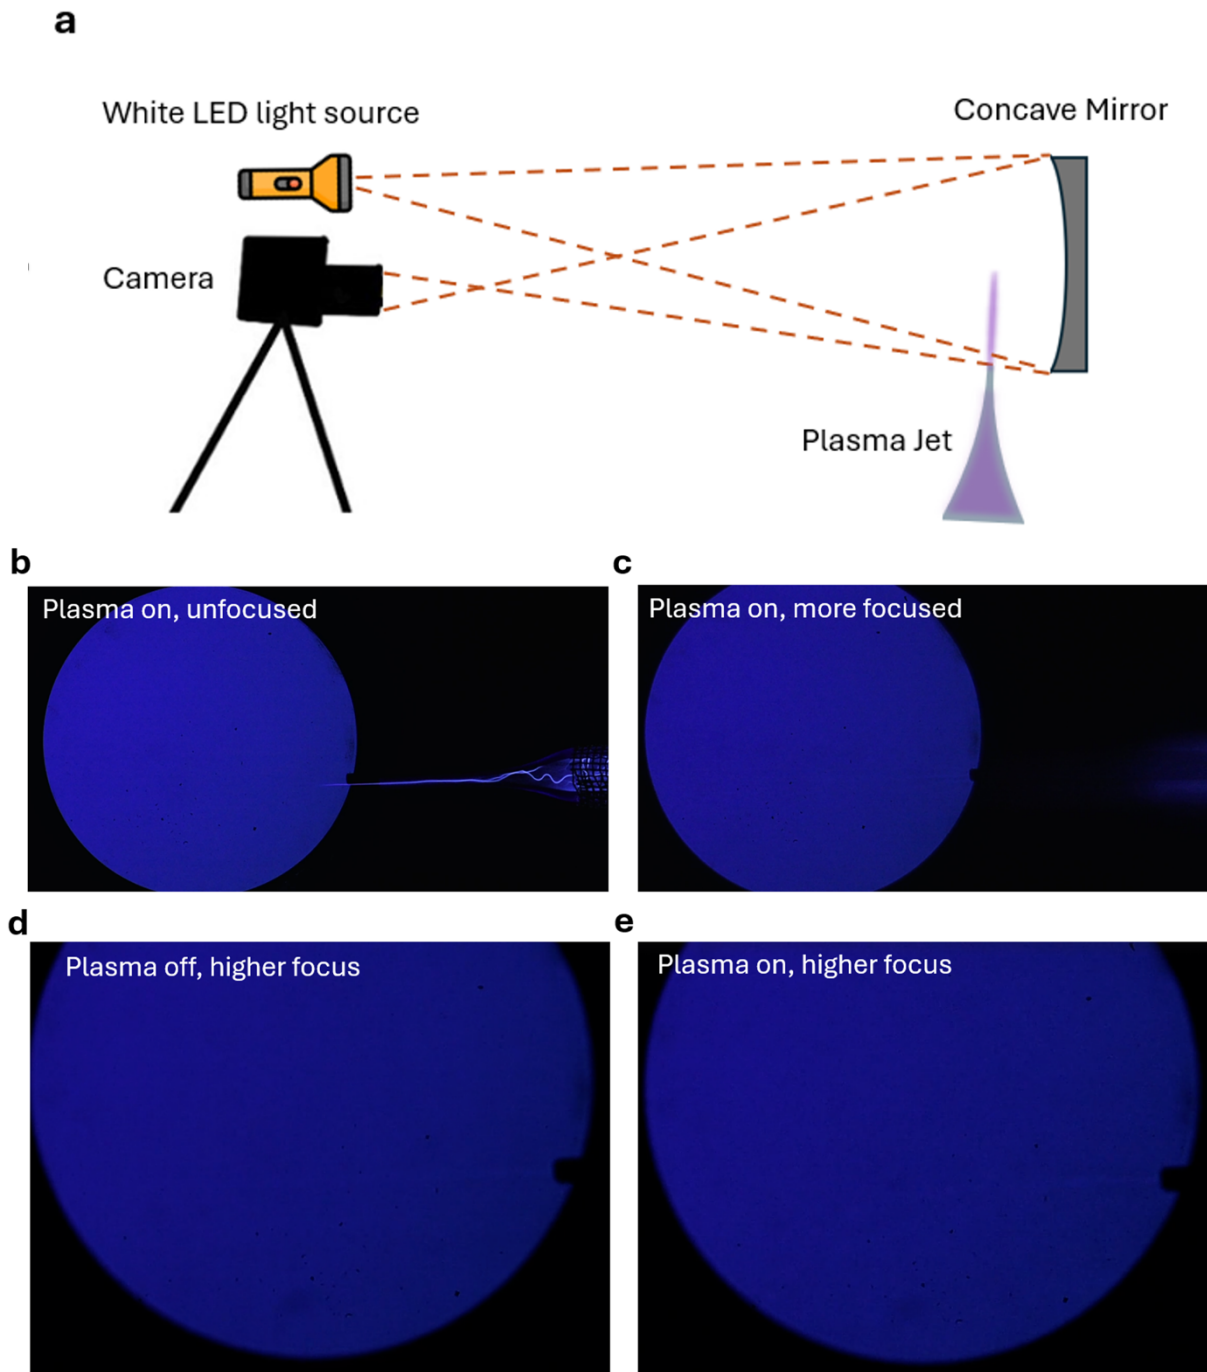 a
White LED light source
Concave Mirror
Camera
Plasma Jet
b
Plasma on, unfocused
c
Plasma on, more focused
d
Plasma off, higher focus
e
Plasma on, higher focus